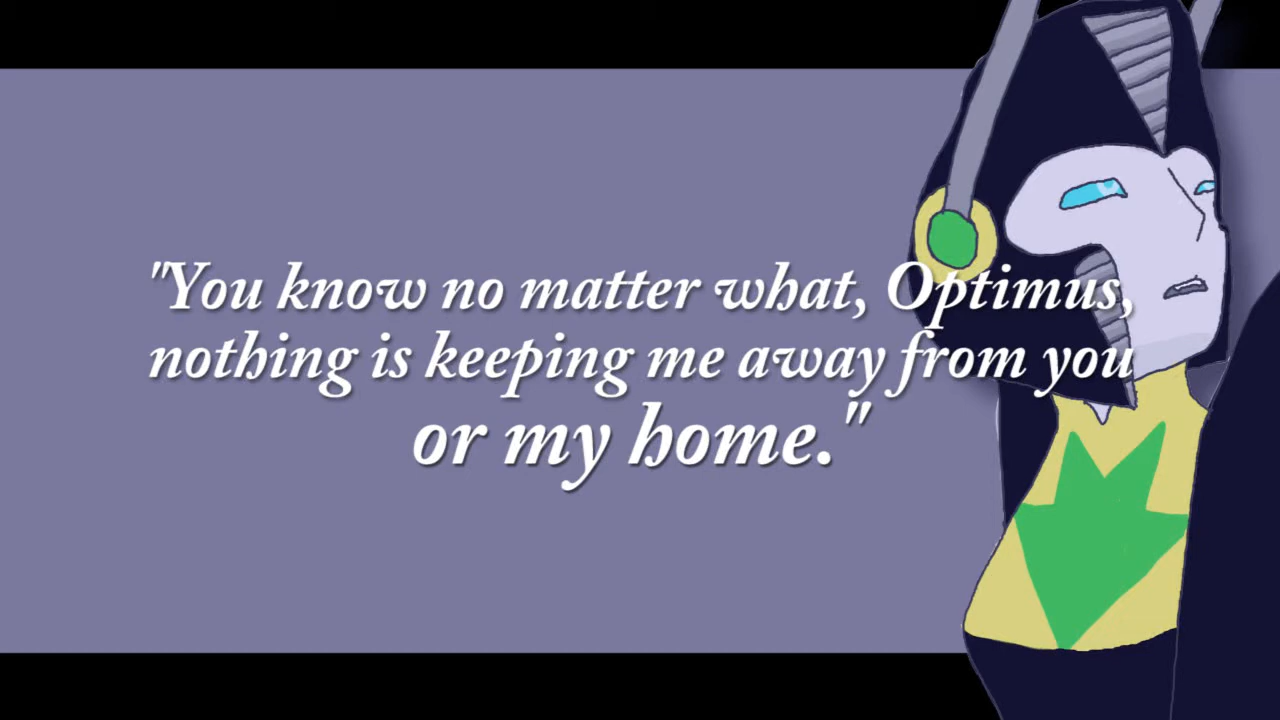 "You know no matter what, Optimus,
nothing is keeping me away from you
or my home."